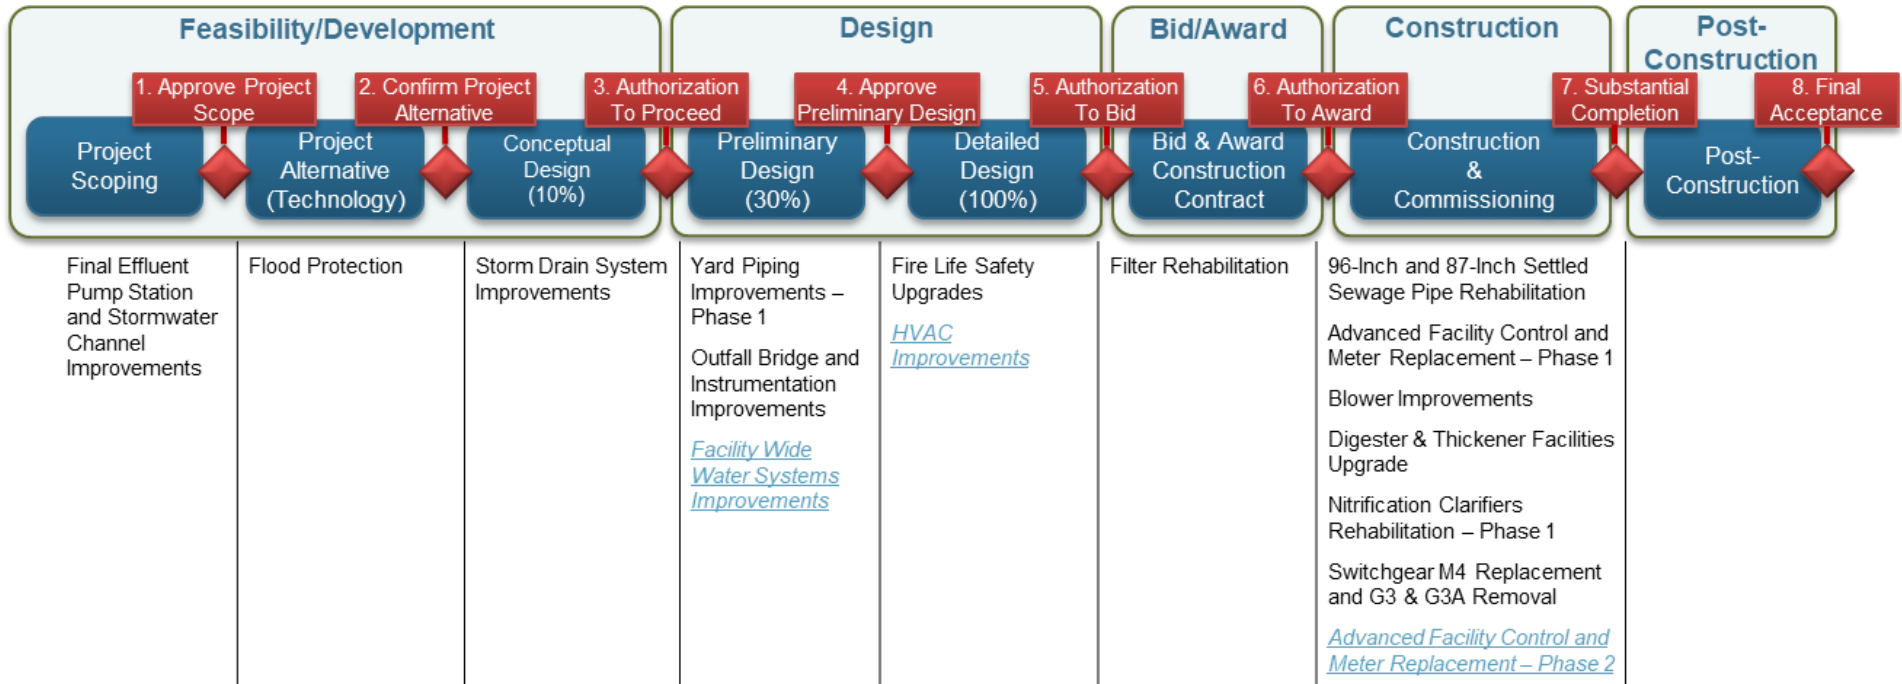 Feasibility/Development
Design
Bid/Award
Construction
Post-
Construction
1. Approve Project
Scope
2. Confirm Project
Alternative
3. Authorization
To Proceed
4. Approve
Preliminary Design
5. Authorization
To Bid
6. Authorization
To Award
7. Substantial
Completion
8. Final
Acceptance
Project
Scoping
Project
Alternative
(Technology)
Conceptual
Design
(10%)
Preliminary
Design
(30%)
Detailed
Design
(100%)
Bid & Award
Construction
Contract
Construction
&
Commissioning
Post-
Construction
Final Effluent
Pump Station
and Stormwater
Channel
Improvements
Flood Protection
Storm Drain System
Improvements
Yard Piping
Improvements –
Phase 1
Outfall Bridge and
Instrumentation
Improvements
Facility Wide
Water Systems
Improvements
Fire Life Safety
Upgrades
HVAC
Improvements
Filter Rehabilitation
96-Inch and 87-Inch Settled
Sewage Pipe Rehabilitation
Advanced Facility Control and
Meter Replacement – Phase 1
Blower Improvements
Digester & Thickener Facilities
Upgrade
Nitrification Clarifiers
Rehabilitation – Phase 1
Switchgear M4 Replacement
and G3 & G3A Removal
Advanced Facility Control and
Meter Replacement – Phase 2